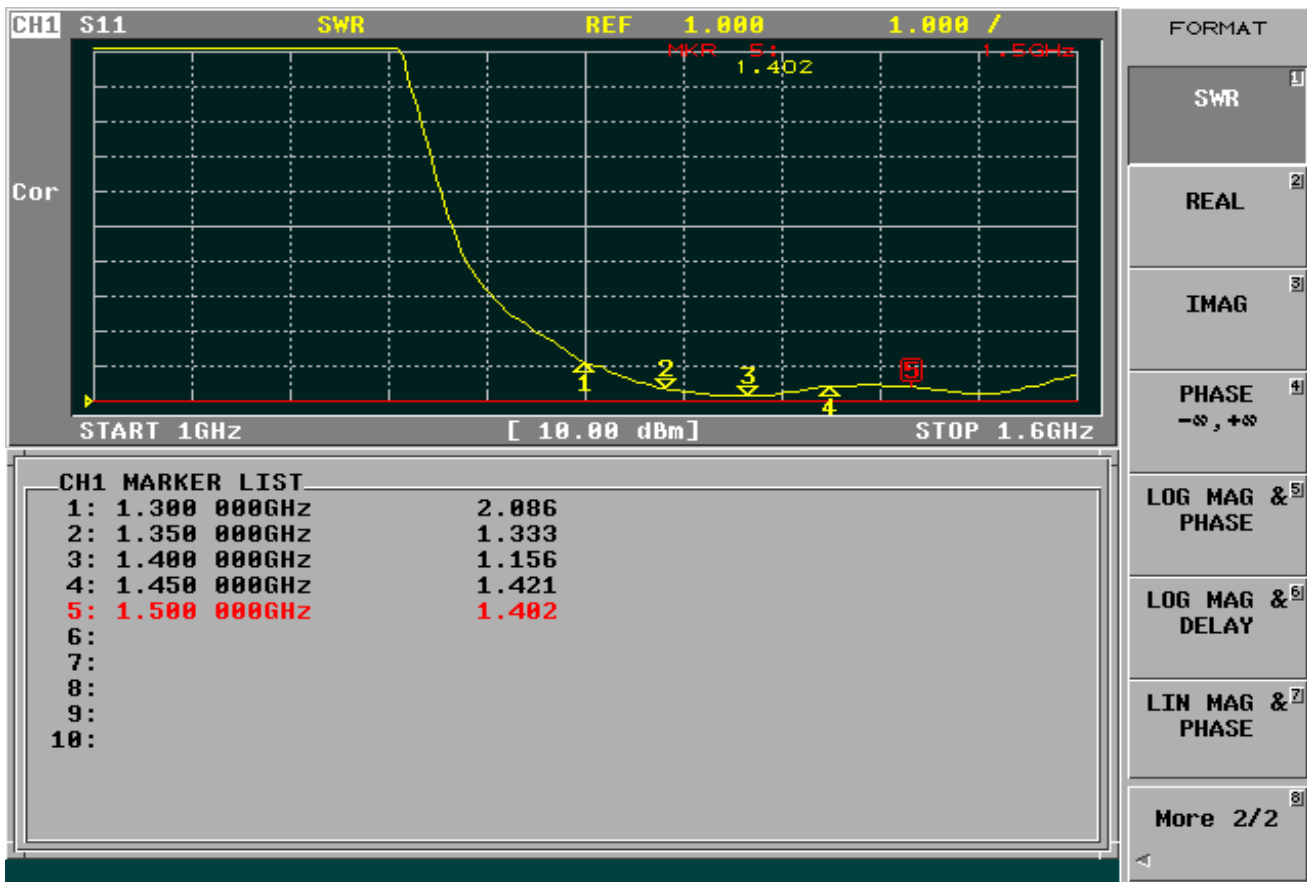 CH1 S11 SWR REF 1.000 1.000 /
MKR 5: 1.5GHz
1.402
Cor
1
2
3
4
5
START 1GHz [ 10.00 dBm] STOP 1.6GHz
CH1 MARKER LIST
1: 1.300 000GHz 2.086
2: 1.350 000GHz 1.333
3: 1.400 000GHz 1.156
4: 1.450 000GHz 1.421
5: 1.500 000GHz 1.402
6:
7:
8:
9:
10:
FORMAT
1
SWR
2
REAL
3
IMAG
4
PHASE
-∞,+∞
5
LOG MAG &
PHASE
6
LOG MAG &
DELAY
7
LIN MAG &
PHASE
8
More 2/2